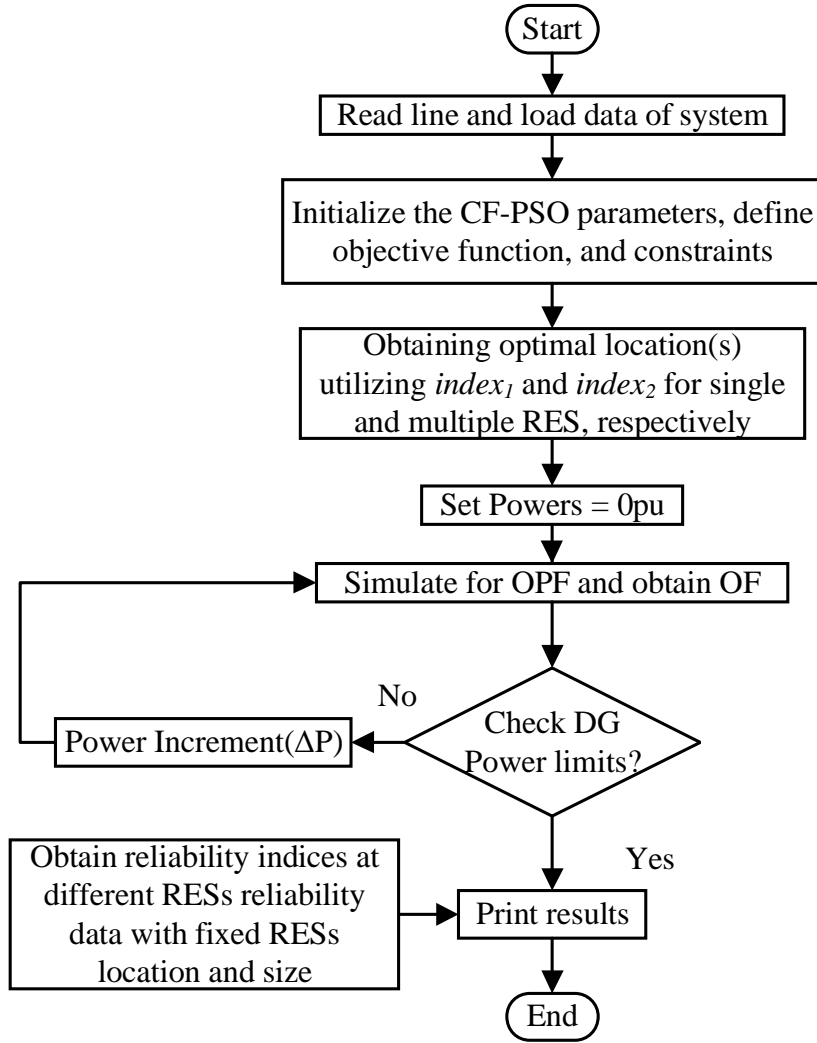 Start
Read line and load data of system
Initialize the CF-PSO parameters, define
objective function, and constraints
Obtaining optimal location(s)
utilizing index₁ and index₂ for single
and multiple RES, respectively
Set Powers = 0pu
Simulate for OPF and obtain OF
No
Check DG
Power limits?
Power Increment(ΔP)
Yes
Obtain reliability indices at
different RESs reliability
data with fixed RESs
location and size
Print results
End